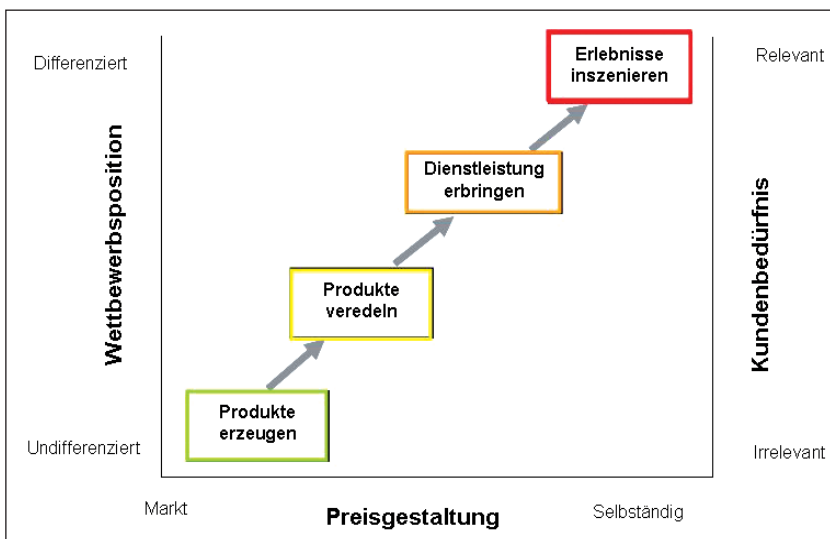 Differenziert
Erlebnisse
inszenieren
Relevant
Dienstleistung
erbringen
Wettbewerbsposition
Kundenbedürfnis
Produkte
veredeln
Produkte
erzeugen
Undifferenziert
Irrelevant
Markt
Preisgestaltung
Selbständig